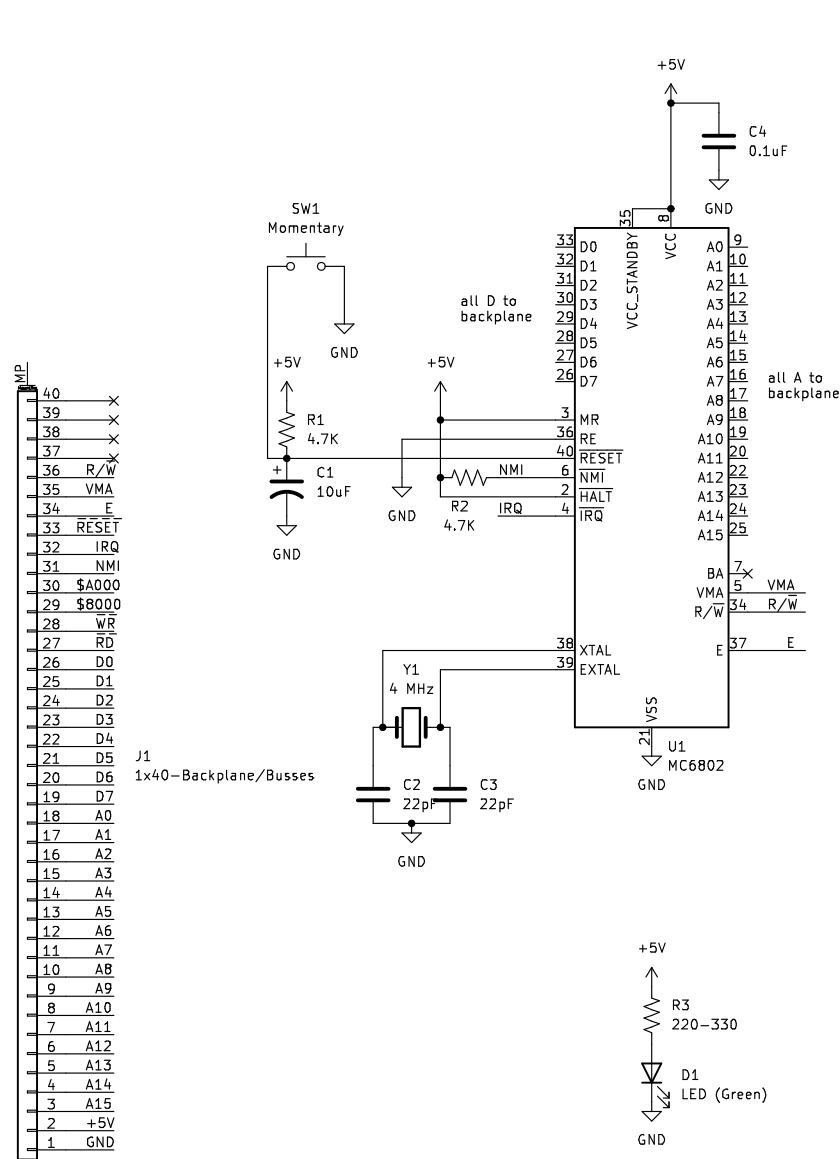 +5V
C4
0.1uF
GND
SW1
Momentary
GND
35
VCC_STANDBY
8
VCC
33 D0
32 D1
31 D2
30 D3
29 D4
28 D5
27 D6
26 D7
all D to
backplane
A0 9
A1 10
A2 11
A3 12
A4 13
A5 14
A6 15
A7 16
A8 17
A9 18
A10 19
A11 20
A12 22
A13 23
A14 24
A15 25
all A to
backplane
+5V
R1
4.7K
+
C1
10uF
GND
+5V
GND
R2
4.7K
NMI
IRQ
3 MR
36 RE
40 RESET
6 NMI
2 HALT
4 IRQ
BA 7
VMA 5 VMA
R/W 34 R/W
E 37 E
38 XTAL
39 EXTAL
Y1
4 MHz
C2
22pF
C3
22pF
GND
VSS
21
U1
MC6802
GND
MP
40
39
38
37
36 R/W
35 VMA
34 E
33 RESET
32 IRQ
31 NMI
30 $A000
29 $8000
28 WR
27 RD
26 D0
25 D1
24 D2
23 D3
22 D4
21 D5
20 D6
19 D7
18 A0
17 A1
16 A2
15 A3
14 A4
13 A5
12 A6
11 A7
10 A8
9 A9
8 A10
7 A11
6 A12
5 A13
4 A14
3 A15
2 +5V
1 GND
J1
1x40-Backplane/Busses
+5V
R3
220-330
D1
LED (Green)
GND